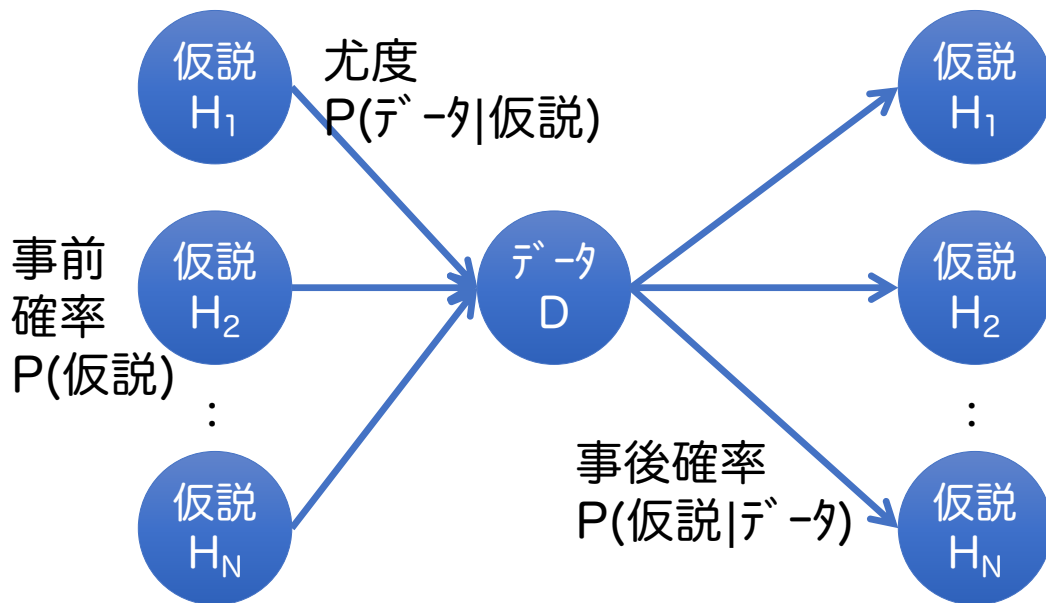 仮説
H₁
尤度
P(ﾃﾞｰﾀ|仮説)
仮説
H₁
事前
確率
P(仮説)
仮説
H₂
ﾃﾞｰﾀ
D
仮説
H₂
:
:
仮説
H_N
事後確率
P(仮説|ﾃﾞｰﾀ)
仮説
H_N